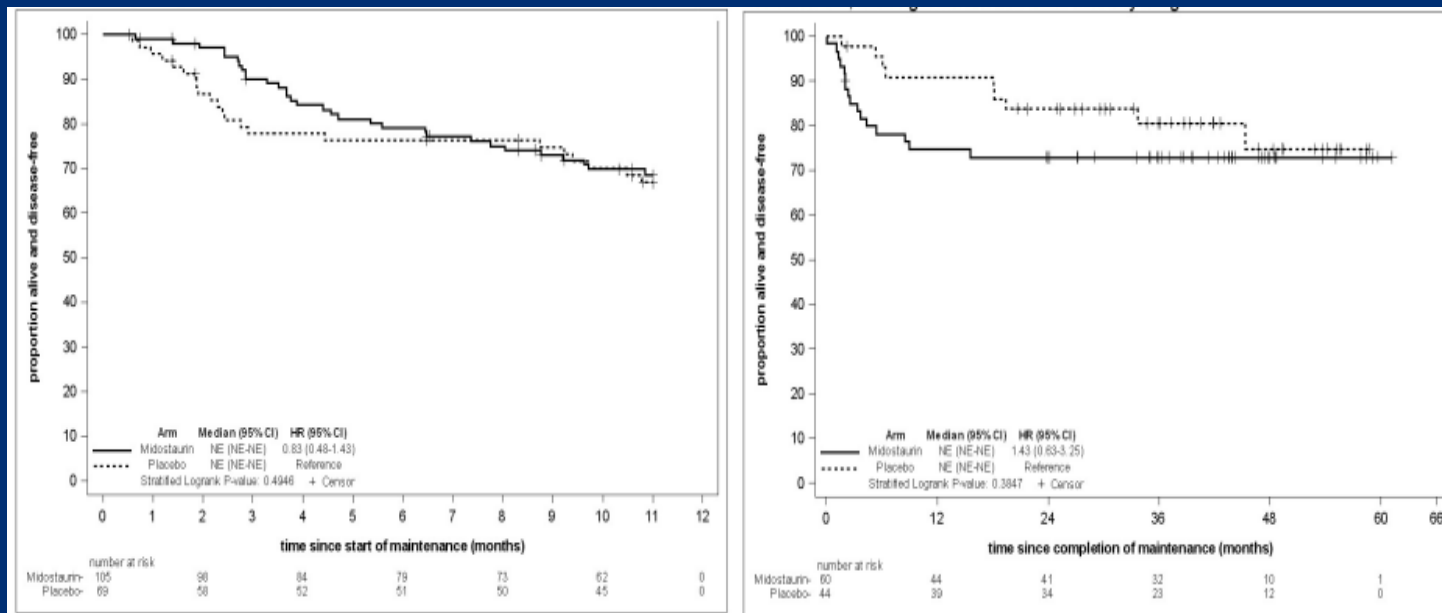 proportion alive and disease-free
100
90
80
70
60
50
40
30
20
10
0
Arm Median (95% CI) HR (95% CI)
Midostaurin NE (NE-NE) 0.83 (0.48-1.43)
Placebo NE (NE-NE) Reference
Stratified Logrank P-value: 0.4946 + Censor
0 1 2 3 4 5 6 7 8 9 10 11 12
time since start of maintenance (months)
number at risk
Midostaurin- 105 98 84 79 73 62 0
Placebo- 69 58 52 51 50 45 0
proportion alive and disease-free
100
90
80
70
60
50
40
30
20
10
0
Arm Median (95% CI) HR (95% CI)
Midostaurin NE (NE-NE) 1.43 (0.63-3.25)
Placebo NE (NE-NE) Reference
Stratified Logrank P-value: 0.3847 + Censor
0 12 24 36 48 60 66
time since completion of maintenance (months)
number at risk
Midostaurin- 60 44 41 32 10 1
Placebo- 44 39 34 23 12 0